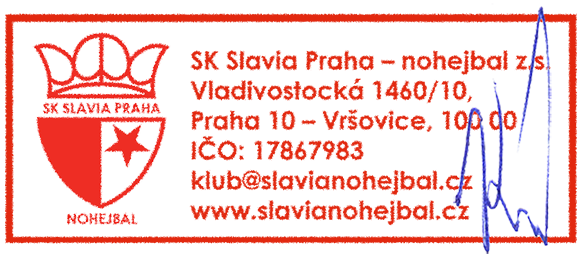 SK SLAVIA PRAHA
NOHEJBAL
SK Slavia Praha – nohejbal z.s.
Vladivostocká 1460/10,
Praha 10 – Vršovice, 100 00
IČO: 17867983
klub@slavianohejbal.cz
www.slavianohejbal.cz